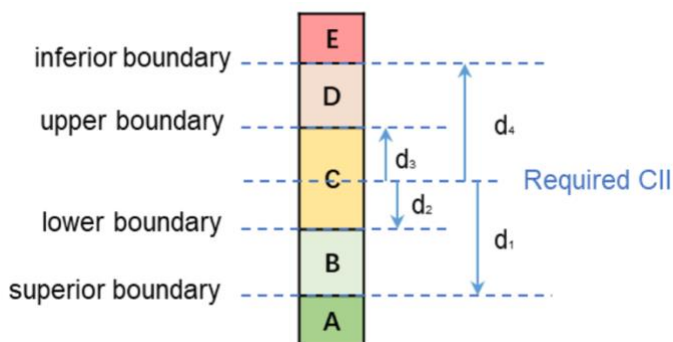 E
inferior boundary
D
upper boundary
d₄
d₃
C
Required CII
d₂
lower boundary
d₁
B
superior boundary
A